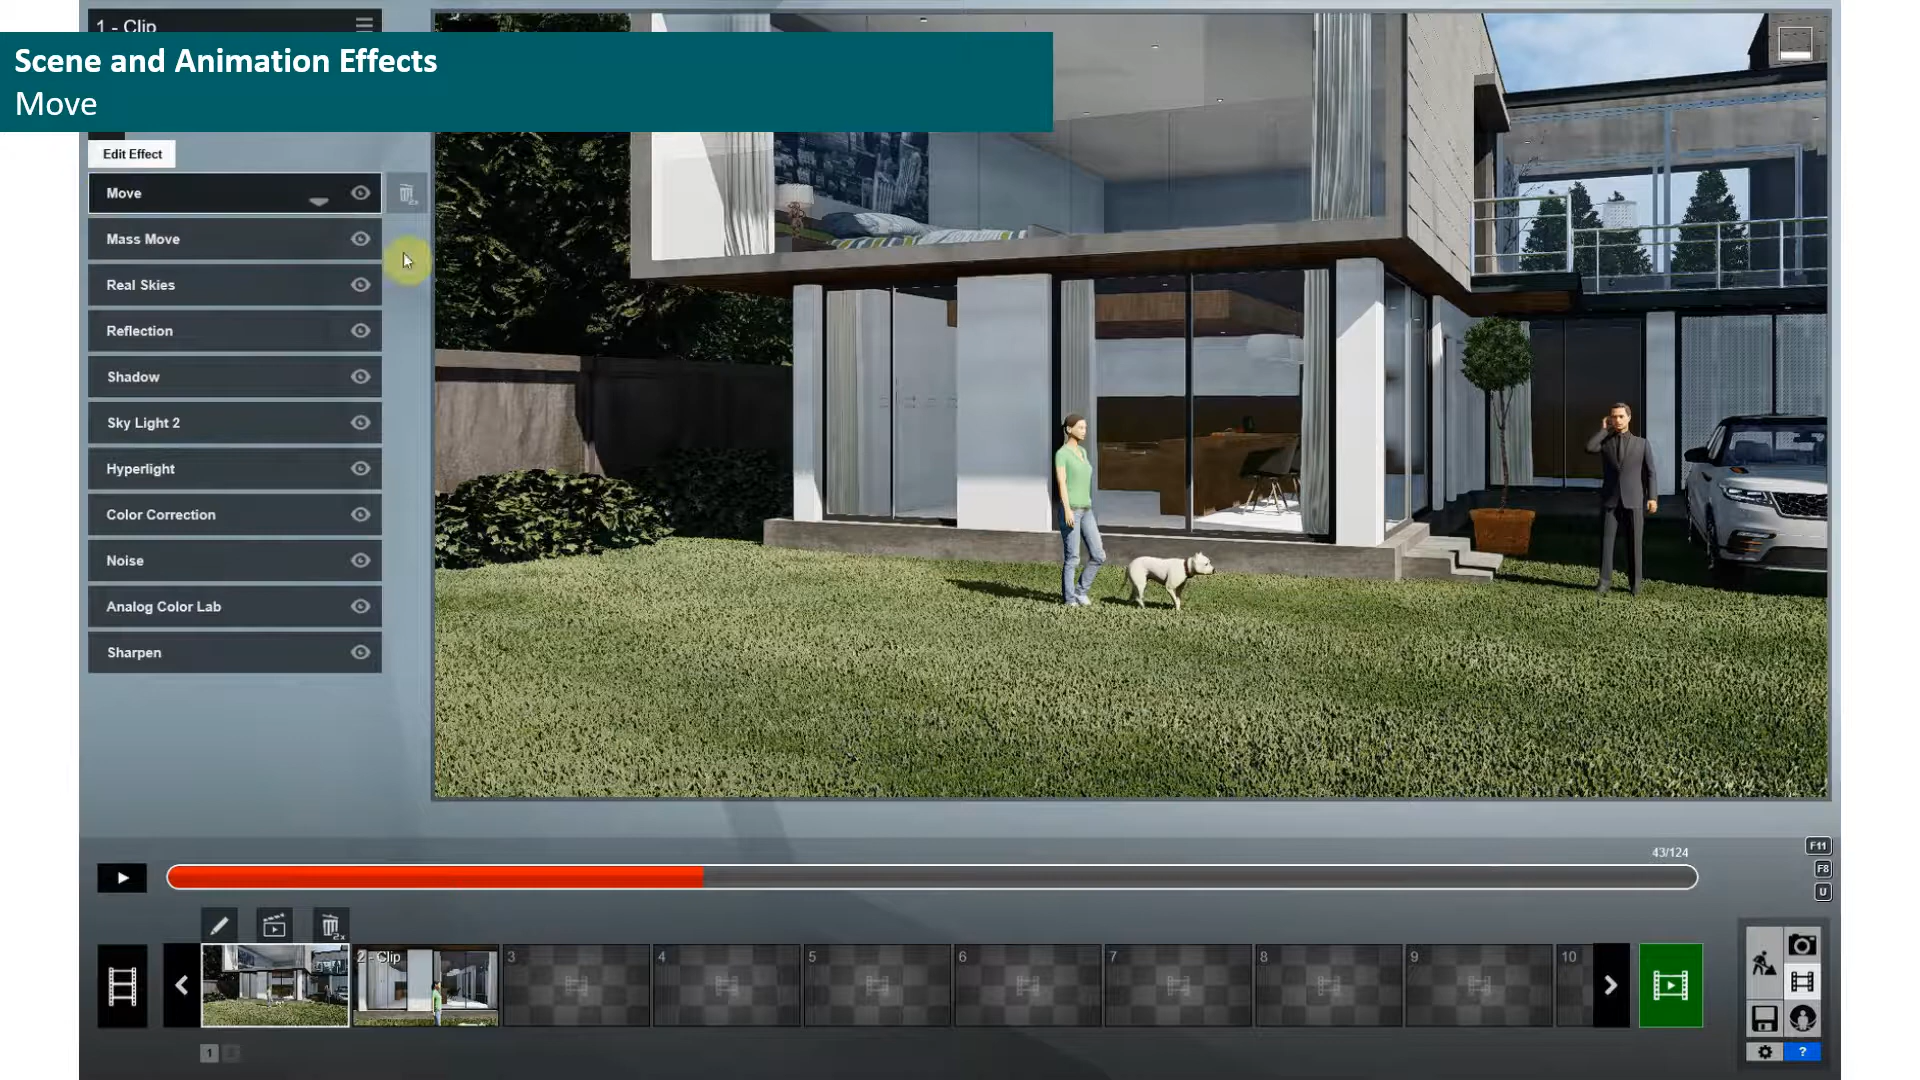 1 - Clip
Scene and Animation Effects
Move
Edit Effect
Move
Mass Move
Real Skies
Reflection
Shadow
Sky Light 2
Hyperlight
Color Correction
Noise
Analog Color Lab
Sharpen
43/124
F11
F8
U
2x
2 - Clip
3
4
5
6
7
8
9
10
1
?